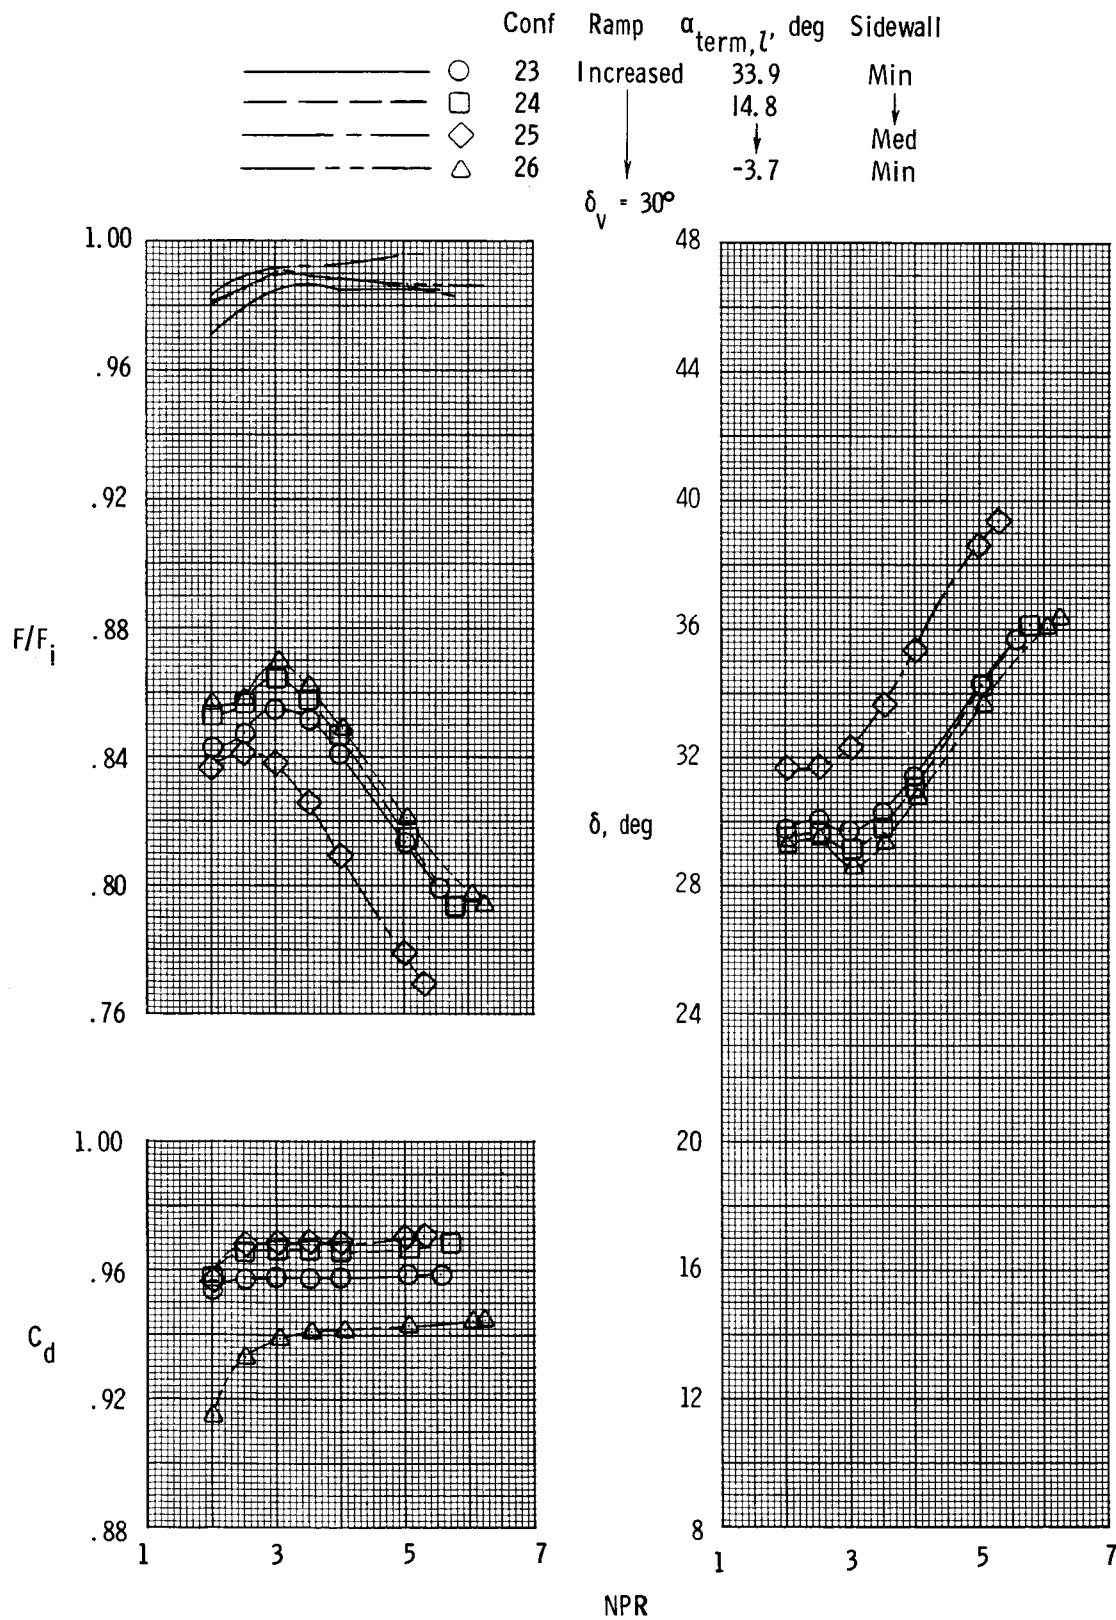 Conf Ramp α_term,l, deg Sidewall
23 Increased 33.9 Min
24 14.8
25 Med
26 -3.7 Min
δ_v = 30°
1.00
.96
.92
.88
.84
.80
.76
F/F_i
1.00
.96
.92
.88
C_d
1 3 5 7
48
44
40
36
32
28
24
20
16
12
8
δ, deg
1 3 5 7
NPR